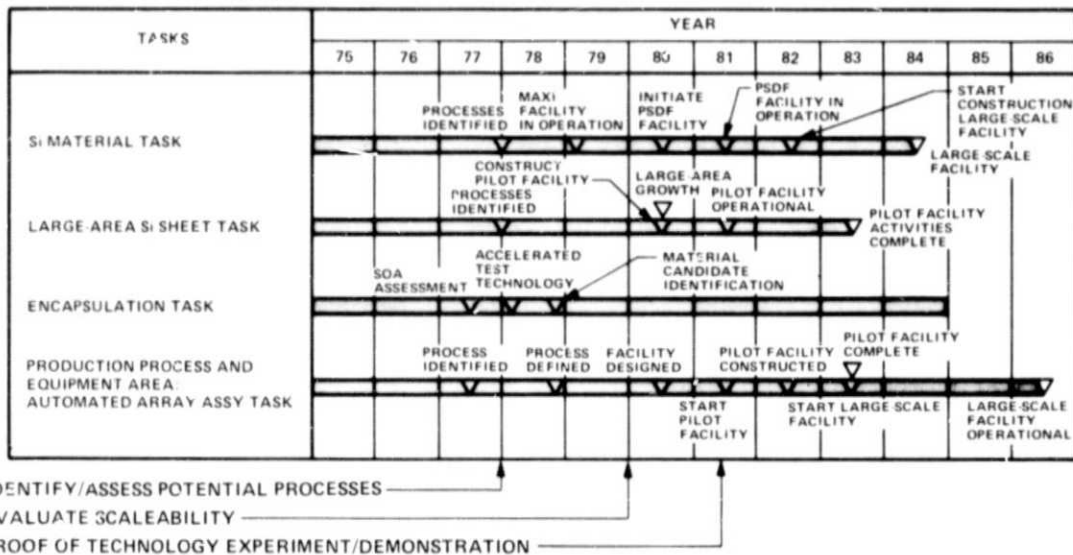 TASKS
YEAR
75 76 77 78 79 80 81 82 83 84 85 86
SI MATERIAL TASK
PROCESSES
IDENTIFIED
MAXI
FACILITY
IN OPERATION
INITIATE
PSDF
FACILITY
PSDF
FACILITY IN
OPERATION
START
CONSTRUCTION
LARGE-SCALE
FACILITY
LARGE-SCALE
FACILITY
LARGE-AREA SI SHEET TASK
CONSTRUCT
PILOT FACILITY
PROCESSES
IDENTIFIED
LARGE-AREA
GROWTH
PILOT FACILITY
OPERATIONAL
PILOT FACILITY
ACTIVITIES
COMPLETE
ENCAPSULATION TASK
SOA
ASSESSMENT
ACCELERATED
TEST
TECHNOLOGY
MATERIAL
CANDIDATE
IDENTIFICATION
PRODUCTION PROCESS AND
EQUIPMENT AREA:
AUTOMATED ARRAY ASSY TASK
PROCESS
IDENTIFIED
PROCESS
DEFINED
FACILITY
DESIGNED
START
PILOT
FACILITY
PILOT FACILITY
CONSTRUCTED
START LARGE-SCALE
FACILITY
PILOT FACILITY
COMPLETE
LARGE-SCALE
FACILITY
OPERATIONAL
DENTIFY/ASSESS POTENTIAL PROCESSES
VALUATE SCALEABILITY
ROOF OF TECHNOLOGY EXPERIMENT/DEMONSTRATION